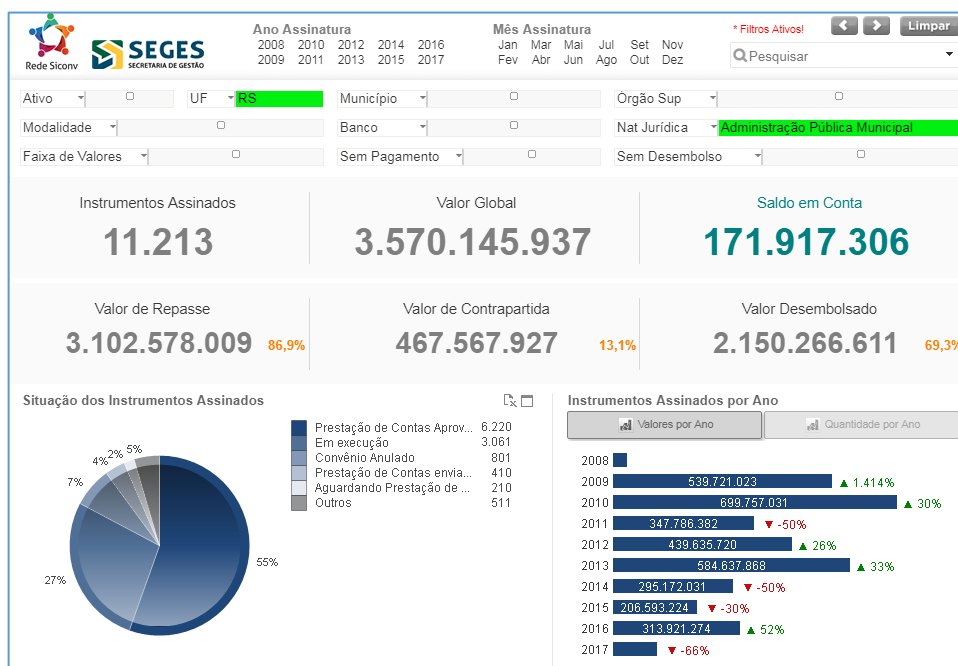 Rede Siconv
SEGES
SECRETARIA DE GESTÃO
Ano Assinatura
2008 2010 2012 2014 2016
2009 2011 2013 2015 2017
Mês Assinatura
Jan Mar Mai Jul Set Nov
Fev Abr Jun Ago Out Dez
* Filtros Ativos!
Limpar
Pesquisar
Ativo UF RS Município Órgão Sup
Modalidade Banco Nat Jurídica Administração Pública Municipal
Faixa de Valores Sem Pagamento Sem Desembolso
Instrumentos Assinados Valor Global Saldo em Conta
11.213 3.570.145.937 171.917.306
Valor de Repasse Valor de Contrapartida Valor Desembolsado
3.102.578.009 86,9% 467.567.927 13,1% 2.150.266.611 69,3%
Situação dos Instrumentos Assinados
Prestação de Contas Aprov... 6.220
Em execução 3.061
Convênio Anulado 801
Prestação de Contas envia... 410
Aguardando Prestação de ... 210
Outros 511
5%
2%
4%
7%
27%
55%
Instrumentos Assinados por Ano
Valores por Ano Quantidade por Ano
2008
2009 539.721.023 ▲ 1.414%
2010 699.757.031 ▲ 30%
2011 347.786.382 ▼ -50%
2012 439.635.720 ▲ 26%
2013 584.637.868 ▲ 33%
2014 295.172.031 ▼ -50%
2015 206.593.224 ▼ -30%
2016 313.921.274 ▲ 52%
2017 ▼ -66%